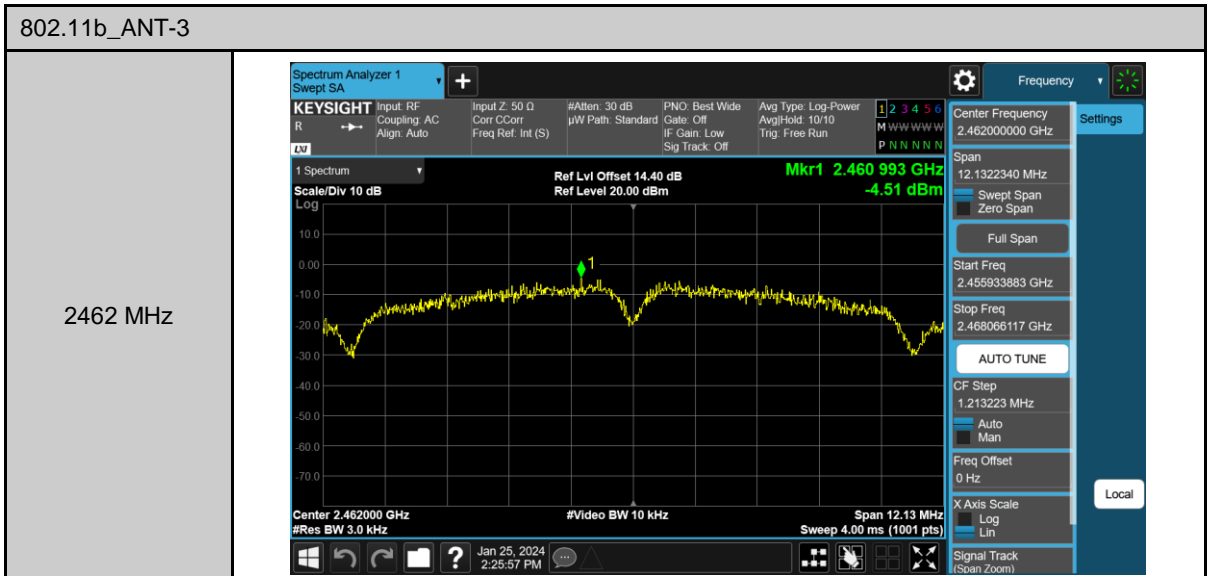 802.11b_ANT-3
2462 MHz
Spectrum Analyzer 1
Swept SA
Frequency
KEYSIGHT
R
LXI
Input: RF
Coupling: AC
Align: Auto
Input Z: 50 Ω
Corr CCorr
Freq Ref: Int (S)
#Atten: 30 dB
µW Path: Standard
PNO: Best Wide
Gate: Off
IF Gain: Low
Sig Track: Off
Avg Type: Log-Power
Avg|Hold: 10/10
Trig: Free Run
1 2 3 4 5 6
M W W W W W
P N N N N N
1 Spectrum
Scale/Div 10 dB
Log
Ref Lvl Offset 14.40 dB
Ref Level 20.00 dBm
Mkr1 2.460 993 GHz
-4.51 dBm
1
10.0
0.00
-10.0
-20.0
-30.0
-40.0
-50.0
-60.0
-70.0
Center 2.462000 GHz
#Res BW 3.0 kHz
#Video BW 10 kHz
Span 12.13 MHz
Sweep 4.00 ms (1001 pts)
?
Jan 25, 2024
2:25:57 PM
Center Frequency
2.462000000 GHz
Settings
Span
12.1322340 MHz
Swept Span
Zero Span
Full Span
Start Freq
2.455933883 GHz
Stop Freq
2.468066117 GHz
AUTO TUNE
CF Step
1.213223 MHz
Auto
Man
Freq Offset
0 Hz
X Axis Scale
Log
Lin
Local
Signal Track
(Span Zoom)